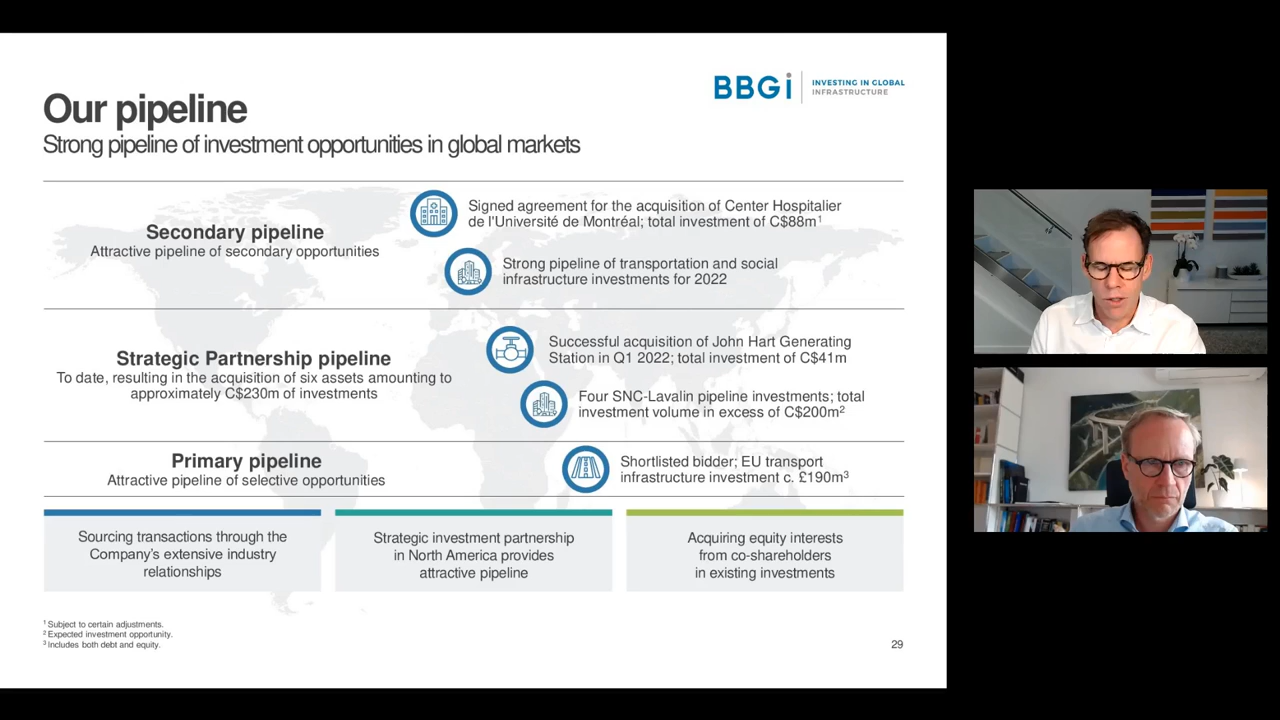 BBGi
INVESTING IN GLOBAL
INFRASTRUCTURE
Our pipeline
Strong pipeline of investment opportunities in global markets
Secondary pipeline
Attractive pipeline of secondary opportunities
Signed agreement for the acquisition of Center Hospitalier
de l'Université de Montréal; total investment of C$88m¹
Strong pipeline of transportation and social
infrastructure investments for 2022
Strategic Partnership pipeline
To date, resulting in the acquisition of six assets amounting to
approximately C$230m of investments
Successful acquisition of John Hart Generating
Station in Q1 2022; total investment of C$41m
Four SNC-Lavalin pipeline investments; total
investment volume in excess of C$200m²
Primary pipeline
Attractive pipeline of selective opportunities
Shortlisted bidder; EU transport
infrastructure investment c. £190m³
Sourcing transactions through the
Company's extensive industry
relationships
Strategic investment partnership
in North America provides
attractive pipeline
Acquiring equity interests
from co-shareholders
in existing investments
¹ Subject to certain adjustments.
² Expected investment opportunity.
³ Includes both debt and equity.
29